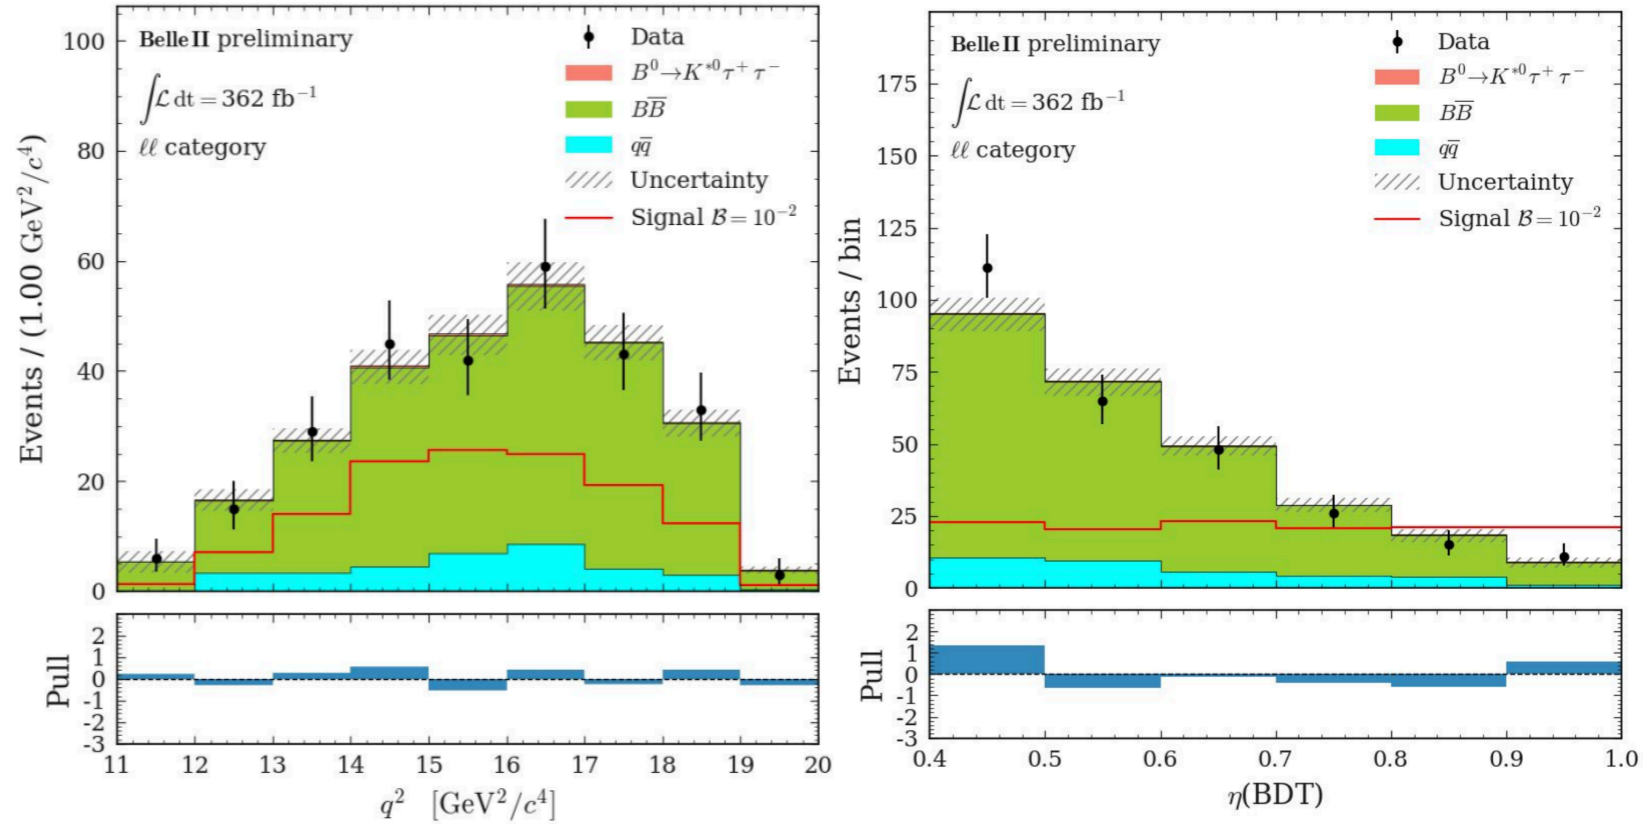 100
80
60
40
20
0
Events / (1.00 GeV²/c⁴)
Belle II preliminary
∫ℒ dt = 362 fb⁻¹
ℓℓ category
Data
B⁰→K*⁰τ⁺τ⁻
BB̅
qq̅
Uncertainty
Signal ℬ = 10⁻²
2
1
0
-1
-2
-3
Pull
11 12 13 14 15 16 17 18 19 20
q² [GeV²/c⁴]
175
150
125
100
75
50
25
0
Events / bin
Belle II preliminary
∫ℒ dt = 362 fb⁻¹
ℓℓ category
Data
B⁰→K*⁰τ⁺τ⁻
BB̅
qq̅
Uncertainty
Signal ℬ = 10⁻²
2
1
0
-1
-2
-3
Pull
0.4 0.5 0.6 0.7 0.8 0.9 1.0
η(BDT)